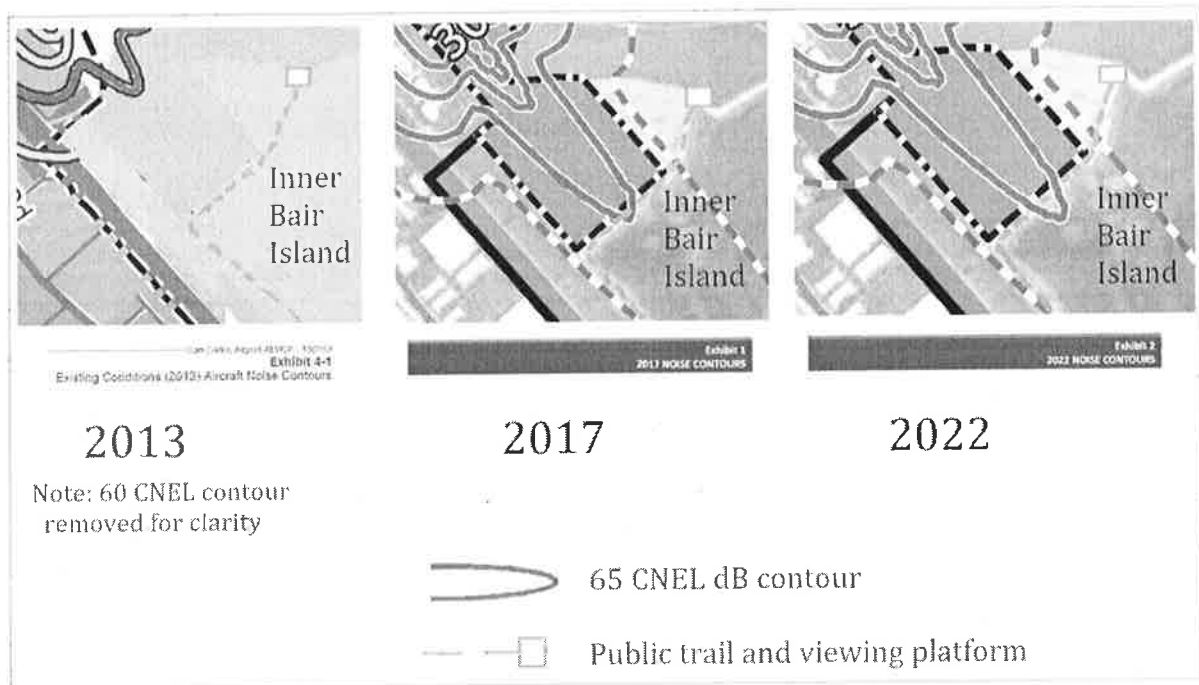 Inner
Bair
Island
Inner
Bair
Island
Inner
Bair
Island
Exhibit 4-1
Existing Conditions (2013) Aircraft Noise Contours
Exhibit 1
2017 NOISE CONTOURS
Exhibit 2
2022 NOISE CONTOURS
2013
2017
2022
Note: 60 CNEL contour
removed for clarity
65 CNEL dB contour
Public trail and viewing platform